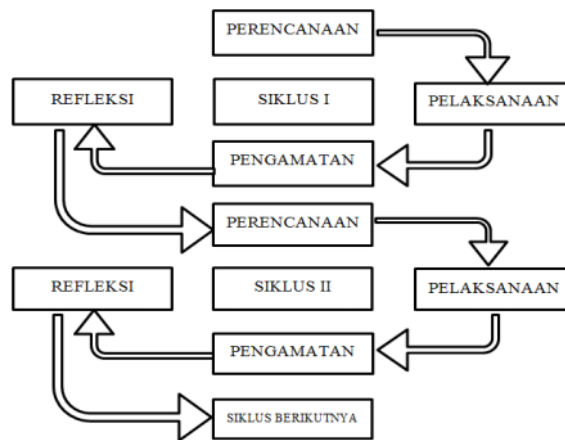 PERENCANAAN
REFLEKSI
SIKLUS I
PELAKSANAAN
PENGAMATAN
PERENCANAAN
REFLEKSI
SIKLUS II
PELAKSANAAN
PENGAMATAN
SIKLUS BERIKUTNYA